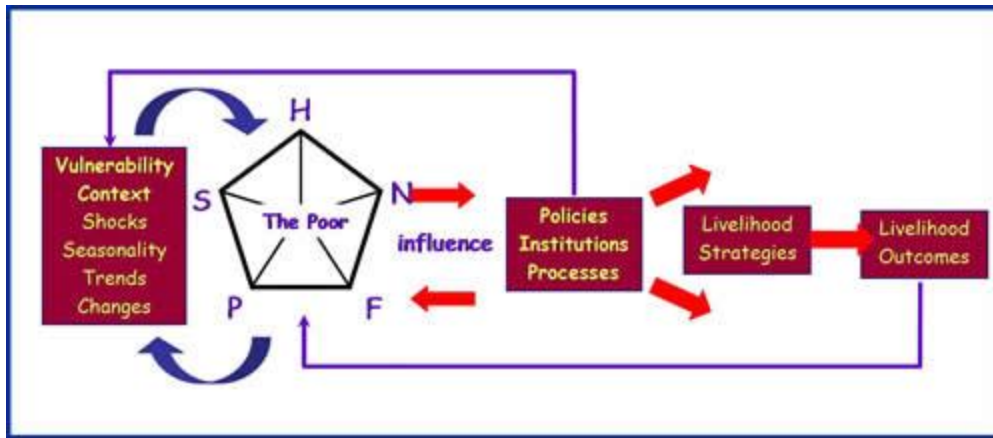 Vulnerability
Context
Shocks
Seasonality
Trends
Changes
H
S
N
The Poor
P
F
influence
Policies
Institutions
Processes
Livelihood
Strategies
Livelihood
Outcomes